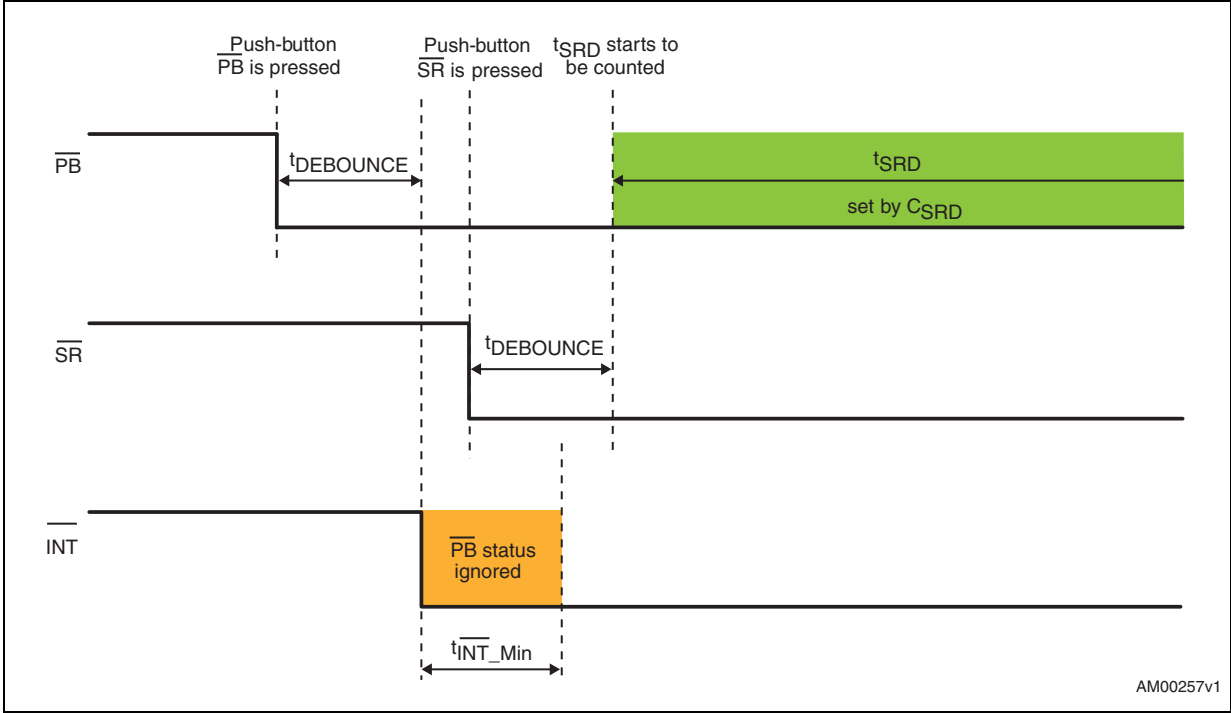 Push-button
PB is pressed
Push-button
SR is pressed
tSRD starts to
be counted
PB
tDEBOUNCE
tSRD
set by CSRD
SR
tDEBOUNCE
INT
PB status
ignored
tINT_Min
AM00257v1